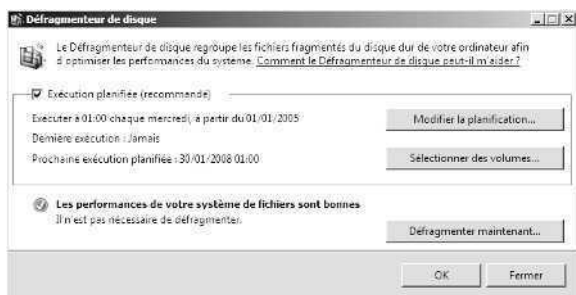 Défragmenteur de disque
Le Défragmenteur de disque regroupe les fichiers fragmentés du disque dur de votre ordinateur afin
d optimiser les performances du systeme. Comment le Défragmenteur de disque peut-il m'aider ?
Exécution planifiée (recommandé)
Exécuter à 01:00 chaque mercredi, à partir du 01/01/2005
Modifier la planification...
Dernière exécution : Jamais
Prochaine exécution planifiée : 30/01/2008 01:00
Sélectionner des volumes...
Les performances de votre système de fichiers sont bonnes
Il n'est pas nécessaire de défragmenter.
Défragmenter maintenant...
OK
Fermer